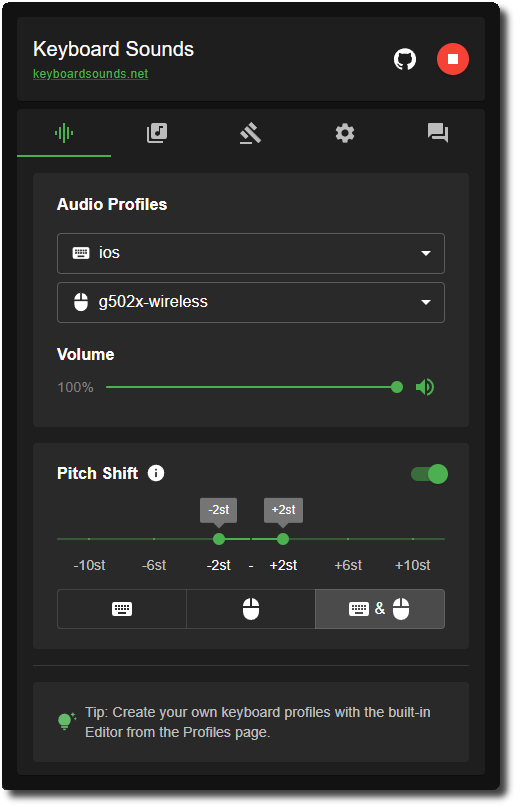 Keyboard Sounds
keyboardsounds.net
Audio Profiles
ios
g502x-wireless
Volume
100%
Pitch Shift
-2st +2st
-10st -6st -2st - +2st +6st +10st
&
Tip: Create your own keyboard profiles with the built-in
Editor from the Profiles page.